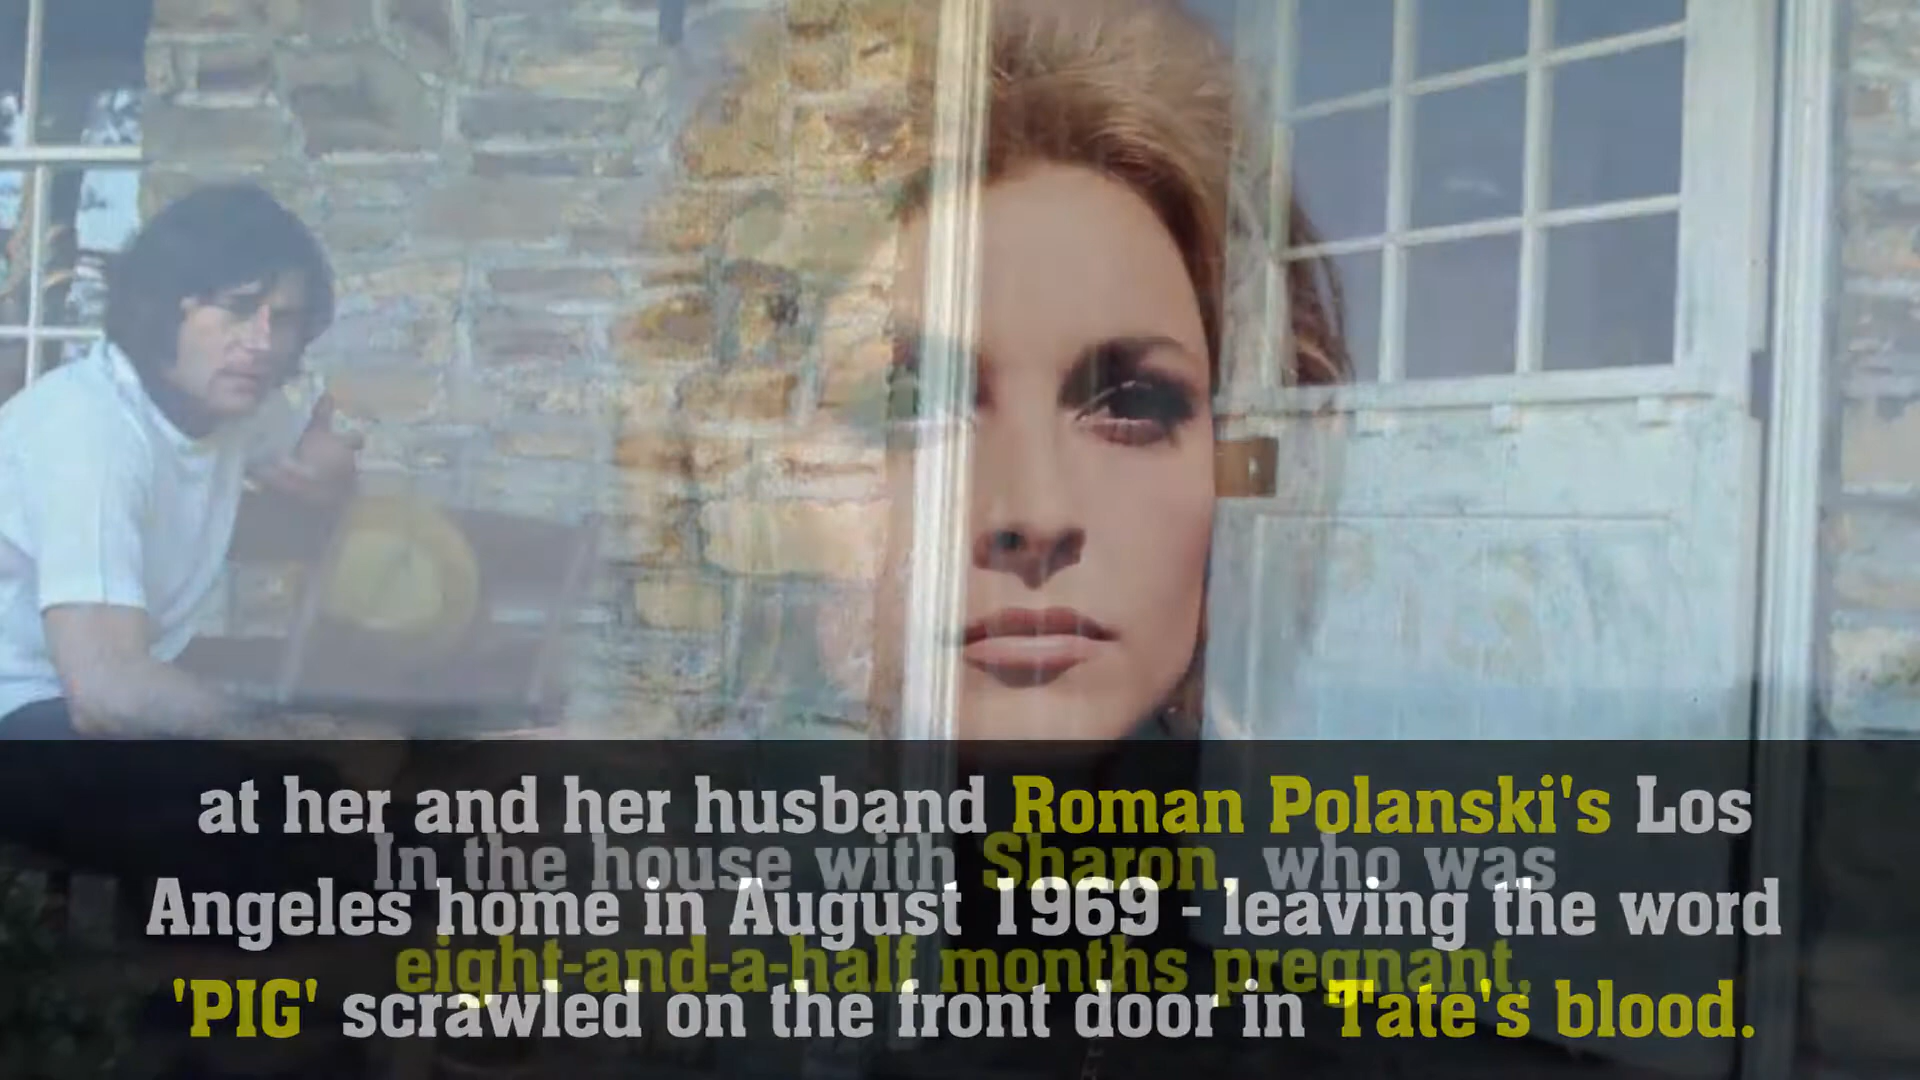 at her and her husband Roman Polanski's Los
Angeles home in August 1969 - leaving the word
'PIG' scrawled on the front door in Tate's blood.
In the house with Sharon, who was
eight-and-a-half months pregnant,